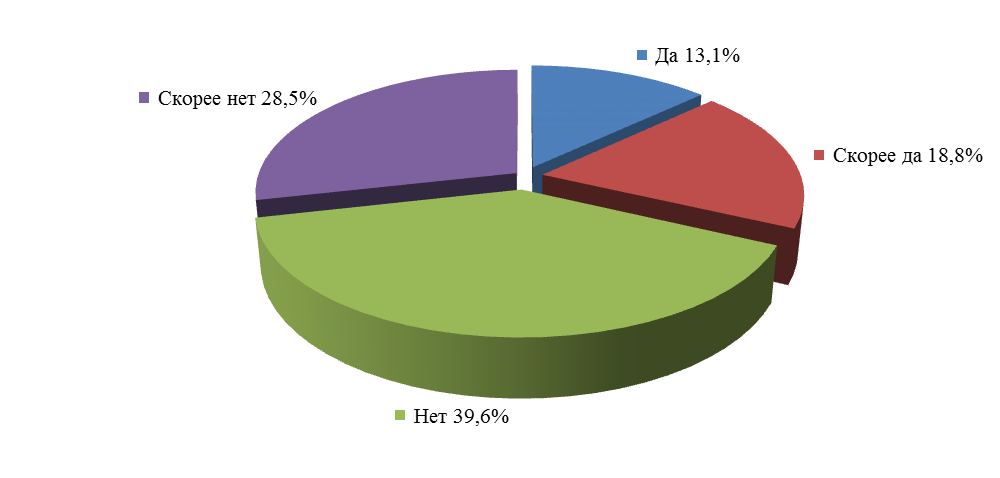 Да 13,1%
Скорее нет 28,5%
Скорее да 18,8%
Нет 39,6%